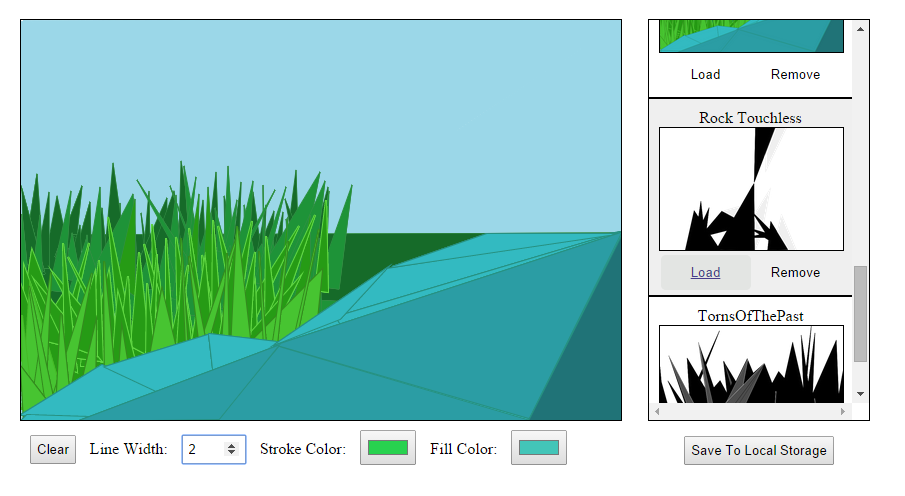 Load Remove
Rock Touchless
Load Remove
TornsOfThePast
Clear Line Width: 2 Stroke Color: Fill Color: Save To Local Storage